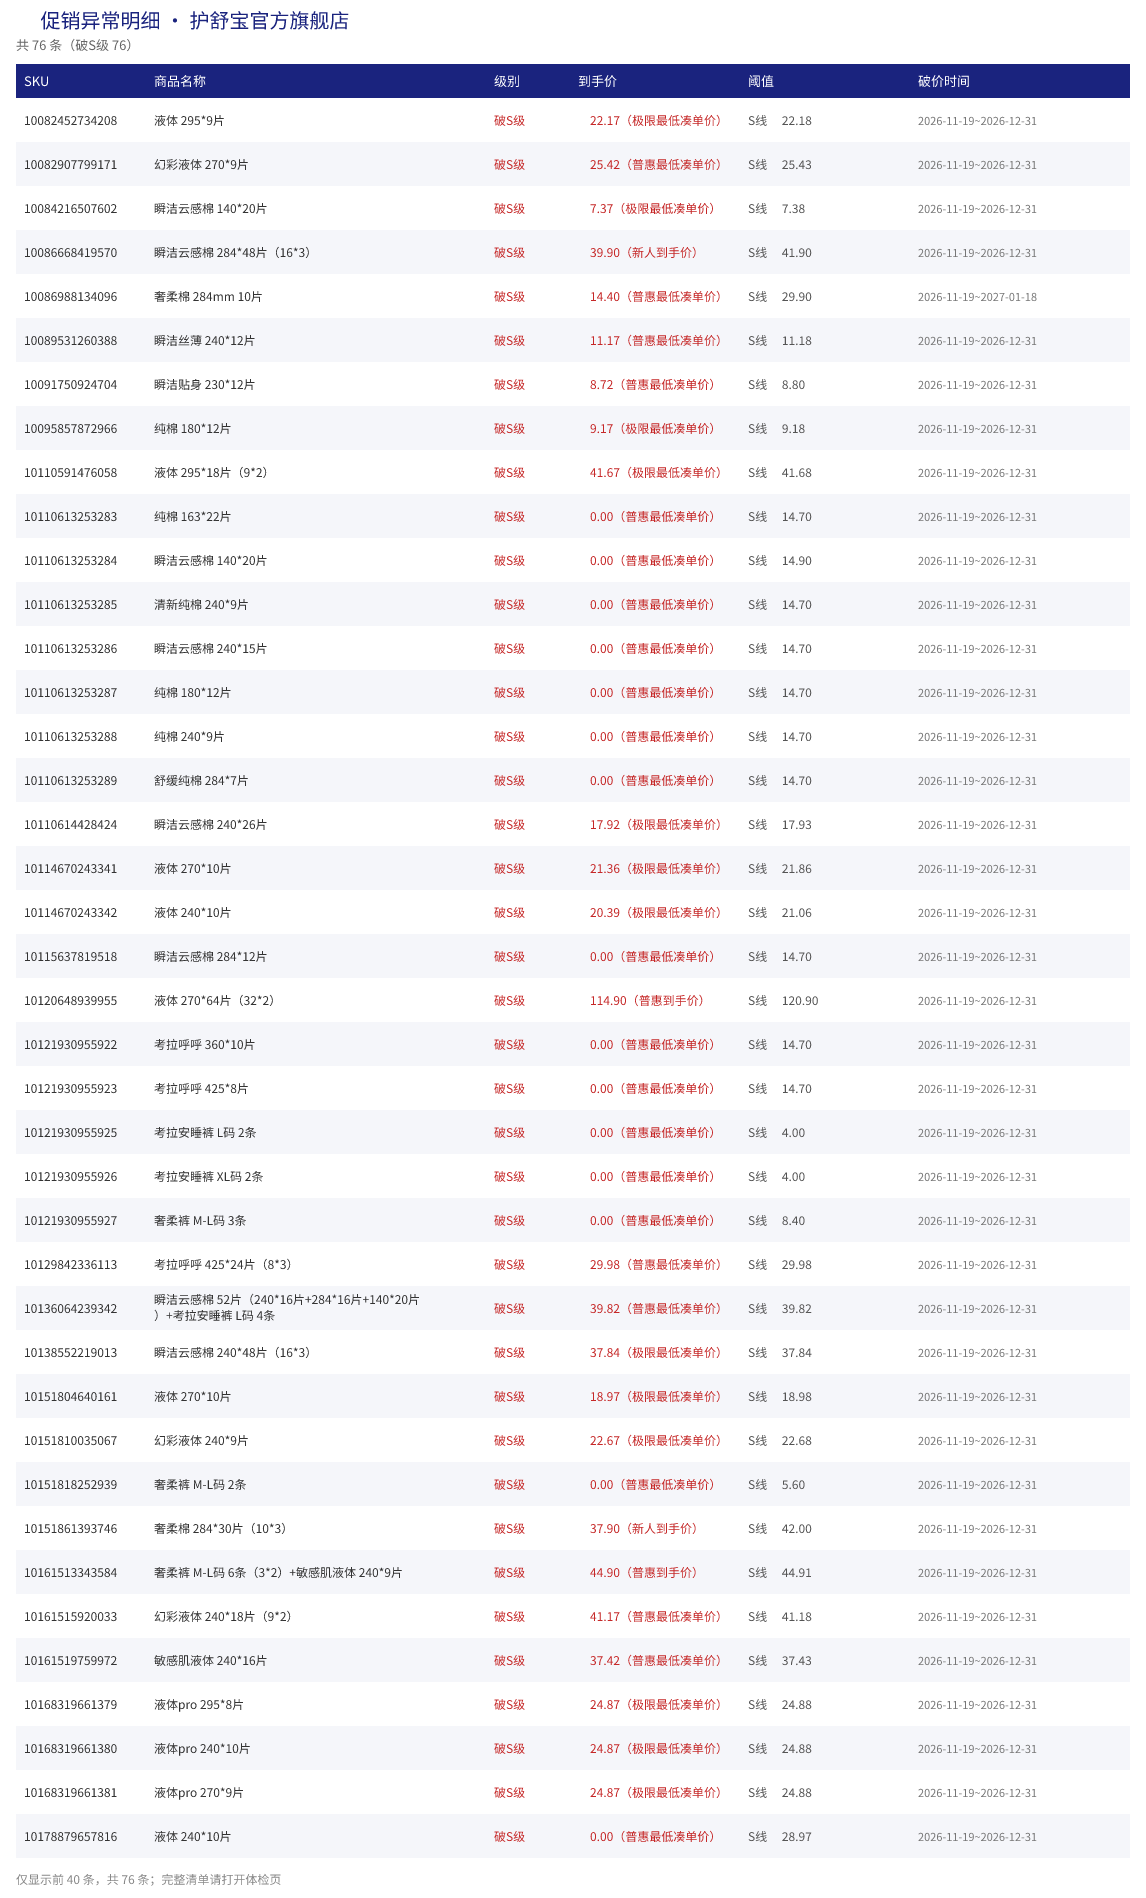 促销异常明细 · 护舒宝官方旗舰店
共 76 条（破S级 76）
SKU 商品名称 级别 到手价 阈值 破价时间
10082452734208 液体 295*9片 破S级 22.17（极限最低凑单价） S线 22.18 2026-11-19~2026-12-31
10082907799171 幻彩液体 270*9片 破S级 25.42（普惠最低凑单价） S线 25.43 2026-11-19~2026-12-31
10084216507602 瞬洁云感棉 140*20片 破S级 7.37（极限最低凑单价） S线 7.38 2026-11-19~2026-12-31
10086668419570 瞬洁云感棉 284*48片（16*3） 破S级 39.90（新人到手价） S线 41.90 2026-11-19~2026-12-31
10086988134096 奢柔棉 284mm 10片 破S级 14.40（普惠最低凑单价） S线 29.90 2026-11-19~2027-01-18
10089531260388 瞬洁丝薄 240*12片 破S级 11.17（普惠最低凑单价） S线 11.18 2026-11-19~2026-12-31
10091750924704 瞬洁贴身 230*12片 破S级 8.72（普惠最低凑单价） S线 8.80 2026-11-19~2026-12-31
10095857872966 纯棉 180*12片 破S级 9.17（极限最低凑单价） S线 9.18 2026-11-19~2026-12-31
10110591476058 液体 295*18片（9*2） 破S级 41.67（极限最低凑单价） S线 41.68 2026-11-19~2026-12-31
10110613253283 纯棉 163*22片 破S级 0.00（普惠最低凑单价） S线 14.70 2026-11-19~2026-12-31
10110613253284 瞬洁云感棉 140*20片 破S级 0.00（普惠最低凑单价） S线 14.90 2026-11-19~2026-12-31
10110613253285 清新纯棉 240*9片 破S级 0.00（普惠最低凑单价） S线 14.70 2026-11-19~2026-12-31
10110613253286 瞬洁云感棉 240*15片 破S级 0.00（普惠最低凑单价） S线 14.70 2026-11-19~2026-12-31
10110613253287 纯棉 180*12片 破S级 0.00（普惠最低凑单价） S线 14.70 2026-11-19~2026-12-31
10110613253288 纯棉 240*9片 破S级 0.00（普惠最低凑单价） S线 14.70 2026-11-19~2026-12-31
10110613253289 舒缓纯棉 284*7片 破S级 0.00（普惠最低凑单价） S线 14.70 2026-11-19~2026-12-31
10110614428424 瞬洁云感棉 240*26片 破S级 17.92（极限最低凑单价） S线 17.93 2026-11-19~2026-12-31
10114670243341 液体 270*10片 破S级 21.36（极限最低凑单价） S线 21.86 2026-11-19~2026-12-31
10114670243342 液体 240*10片 破S级 20.39（极限最低凑单价） S线 21.06 2026-11-19~2026-12-31
10115637819518 瞬洁云感棉 284*12片 破S级 0.00（普惠最低凑单价） S线 14.70 2026-11-19~2026-12-31
10120648939955 液体 270*64片（32*2） 破S级 114.90（普惠到手价） S线 120.90 2026-11-19~2026-12-31
10121930955922 考拉呼呼 360*10片 破S级 0.00（普惠最低凑单价） S线 14.70 2026-11-19~2026-12-31
10121930955923 考拉呼呼 425*8片 破S级 0.00（普惠最低凑单价） S线 14.70 2026-11-19~2026-12-31
10121930955925 考拉安睡裤 L码 2条 破S级 0.00（普惠最低凑单价） S线 4.00 2026-11-19~2026-12-31
10121930955926 考拉安睡裤 XL码 2条 破S级 0.00（普惠最低凑单价） S线 4.00 2026-11-19~2026-12-31
10121930955927 奢柔裤 M-L码 3条 破S级 0.00（普惠最低凑单价） S线 8.40 2026-11-19~2026-12-31
10129842336113 考拉呼呼 425*24片（8*3） 破S级 29.98（普惠最低凑单价） S线 29.98 2026-11-19~2026-12-31
10136064239342 瞬洁云感棉 52片（240*16片+284*16片+140*20片
）+考拉安睡裤 L码 4条 破S级 39.82（普惠最低凑单价） S线 39.82 2026-11-19~2026-12-31
10138552219013 瞬洁云感棉 240*48片（16*3） 破S级 37.84（极限最低凑单价） S线 37.84 2026-11-19~2026-12-31
10151804640161 液体 270*10片 破S级 18.97（极限最低凑单价） S线 18.98 2026-11-19~2026-12-31
10151810035067 幻彩液体 240*9片 破S级 22.67（极限最低凑单价） S线 22.68 2026-11-19~2026-12-31
10151818252939 奢柔裤 M-L码 2条 破S级 0.00（普惠最低凑单价） S线 5.60 2026-11-19~2026-12-31
10151861393746 奢柔棉 284*30片（10*3） 破S级 37.90（新人到手价） S线 42.00 2026-11-19~2026-12-31
10161513343584 奢柔裤 M-L码 6条（3*2）+敏感肌液体 240*9片 破S级 44.90（普惠到手价） S线 44.91 2026-11-19~2026-12-31
10161515920033 幻彩液体 240*18片（9*2） 破S级 41.17（普惠最低凑单价） S线 41.18 2026-11-19~2026-12-31
10161519759972 敏感肌液体 240*16片 破S级 37.42（普惠最低凑单价） S线 37.43 2026-11-19~2026-12-31
10168319661379 液体pro 295*8片 破S级 24.87（极限最低凑单价） S线 24.88 2026-11-19~2026-12-31
10168319661380 液体pro 240*10片 破S级 24.87（极限最低凑单价） S线 24.88 2026-11-19~2026-12-31
10168319661381 液体pro 270*9片 破S级 24.87（极限最低凑单价） S线 24.88 2026-11-19~2026-12-31
10178879657816 液体 240*10片 破S级 0.00（普惠最低凑单价） S线 28.97 2026-11-19~2026-12-31
仅显示前 40 条，共 76 条；完整清单请打开体检页